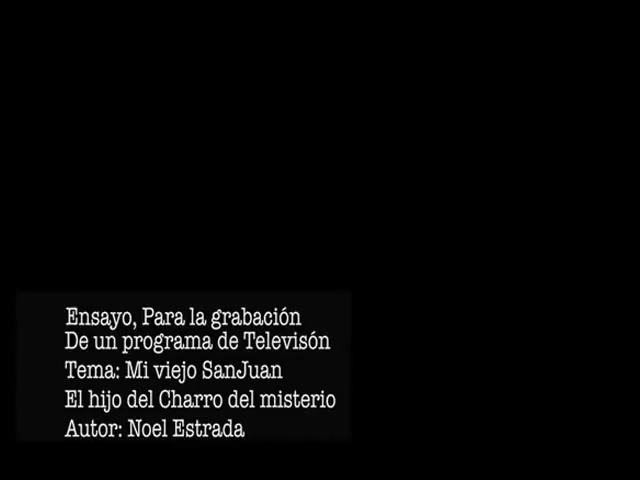 Ensayo, Para la grabación
De un programa de Televisón
Tema: Mi viejo SanJuan
El hijo del Charro del misterio
Autor: Noel Estrada